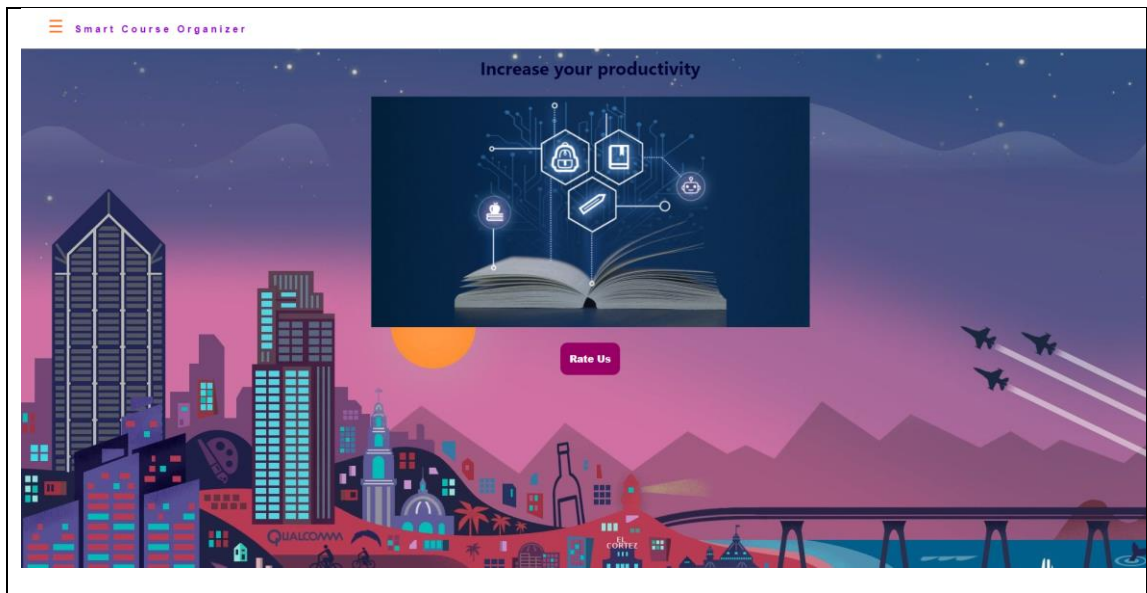 Smart Course Organizer
Increase your productivity
Rate Us
QUALCOMM
EL
CORTEZ